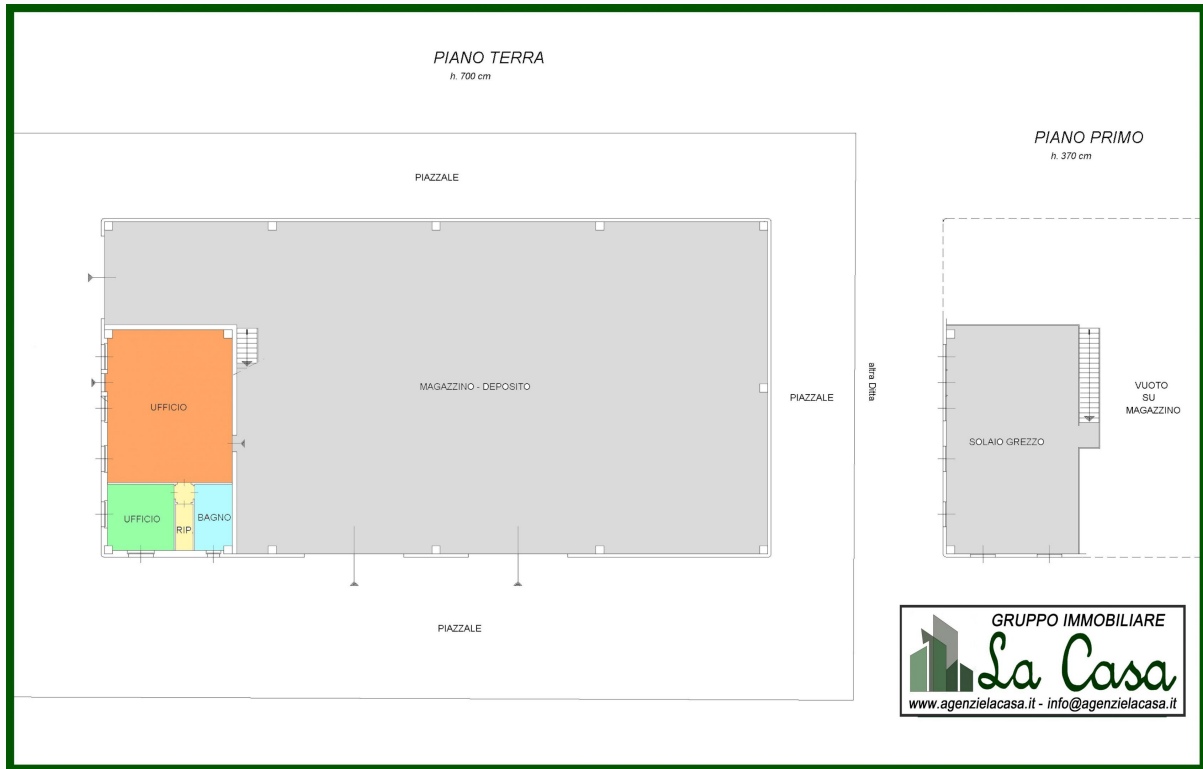 PIANO TERRA
h. 700 cm
PIANO PRIMO
h. 370 cm
PIAZZALE
MAGAZZINO - DEPOSITO
UFFICIO
UFFICIO
RIP.
BAGNO
PIAZZALE
altra Ditta
PIAZZALE
SOLAIO GREZZO
VUOTO
SU
MAGAZZINO
GRUPPO IMMOBILIARE
La Casa
www.agenzielacasa.it - info@agenzielacasa.it